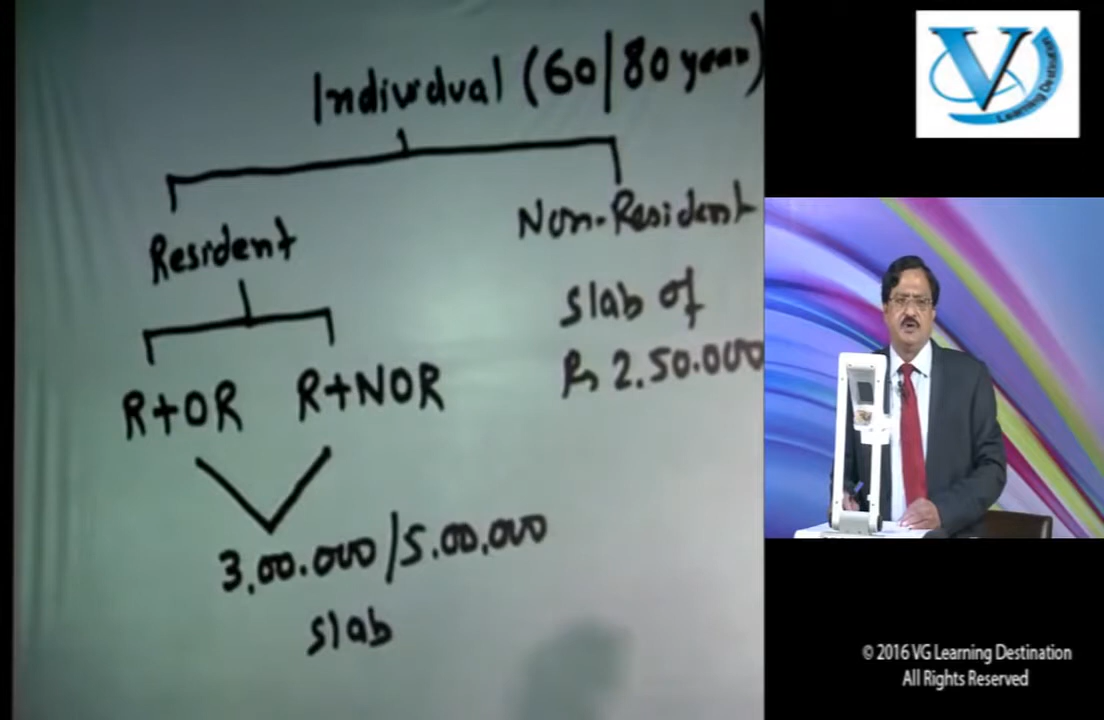 Individual (60/80 year)
Resident
Non-Resident
slab of
Rs 2.50.000
R+OR
R+NOR
3,00.000/5.00,000
slab
V
Learning Destination
© 2016 VG Learning Destination
All Rights Reserved